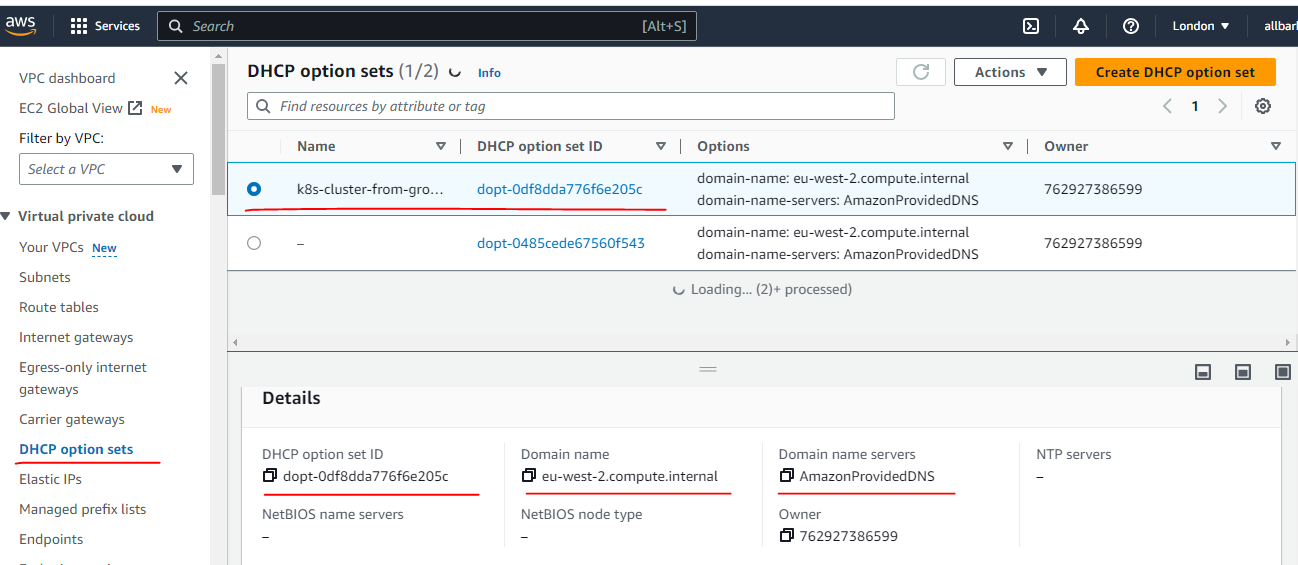 aws
Services
Search
[Alt+S]
London
allbar
VPC dashboard
EC2 Global View New
Filter by VPC:
Select a VPC
Virtual private cloud
Your VPCs New
Subnets
Route tables
Internet gateways
Egress-only internet
gateways
Carrier gateways
DHCP option sets
Elastic IPs
Managed prefix lists
Endpoints
DHCP option sets (1/2) Info
Actions
Create DHCP option set
Find resources by attribute or tag
1
Name DHCP option set ID Options Owner
k8s-cluster-from-gro… dopt-0df8dda776f6e205c domain-name: eu-west-2.compute.internal 762927386599
domain-name-servers: AmazonProvidedDNS
– dopt-0485cede67560f543 domain-name: eu-west-2.compute.internal 762927386599
domain-name-servers: AmazonProvidedDNS
Loading... (2)+ processed)
Details
DHCP option set ID
dopt-0df8dda776f6e205c
Domain name
eu-west-2.compute.internal
Domain name servers
AmazonProvidedDNS
NTP servers
–
NetBIOS name servers
–
NetBIOS node type
–
Owner
762927386599